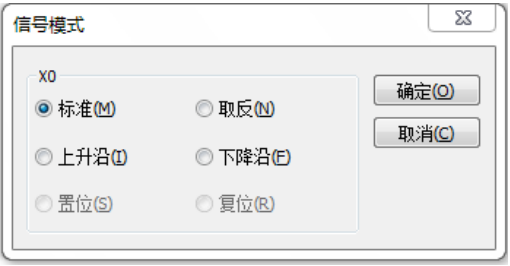 信号模式
X0
标准(M) 取反(N)
上升沿(I) 下降沿(F)
置位(S) 复位(R)
确定(O)
取消(C)